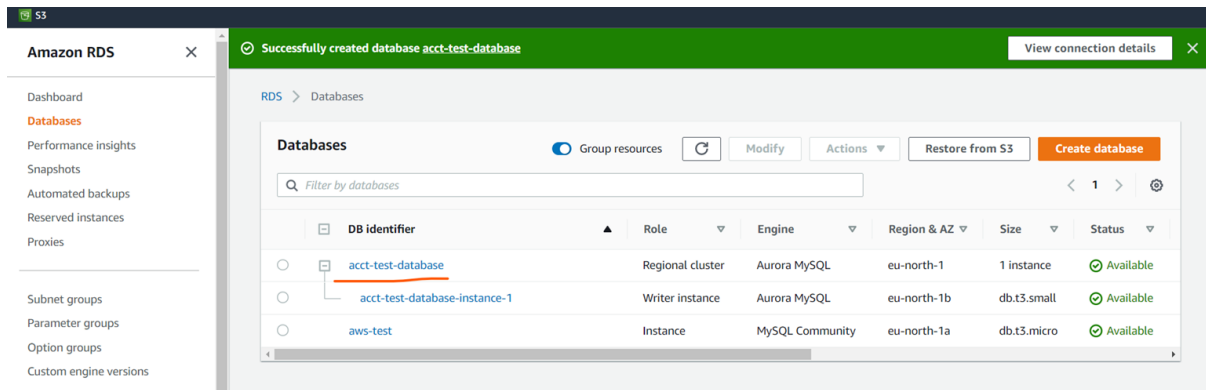 S3
Amazon RDS
Successfully created database acct-test-database
View connection details
Dashboard
Databases
Performance insights
Snapshots
Automated backups
Reserved instances
Proxies
Subnet groups
Parameter groups
Option groups
Custom engine versions
RDS > Databases
Databases
Group resources
Modify
Actions
Restore from S3
Create database
Filter by databases
1
DB identifier Role Engine Region & AZ Size Status
acct-test-database Regional cluster Aurora MySQL eu-north-1 1 instance Available
acct-test-database-instance-1 Writer instance Aurora MySQL eu-north-1b db.t3.small Available
aws-test Instance MySQL Community eu-north-1a db.t3.micro Available